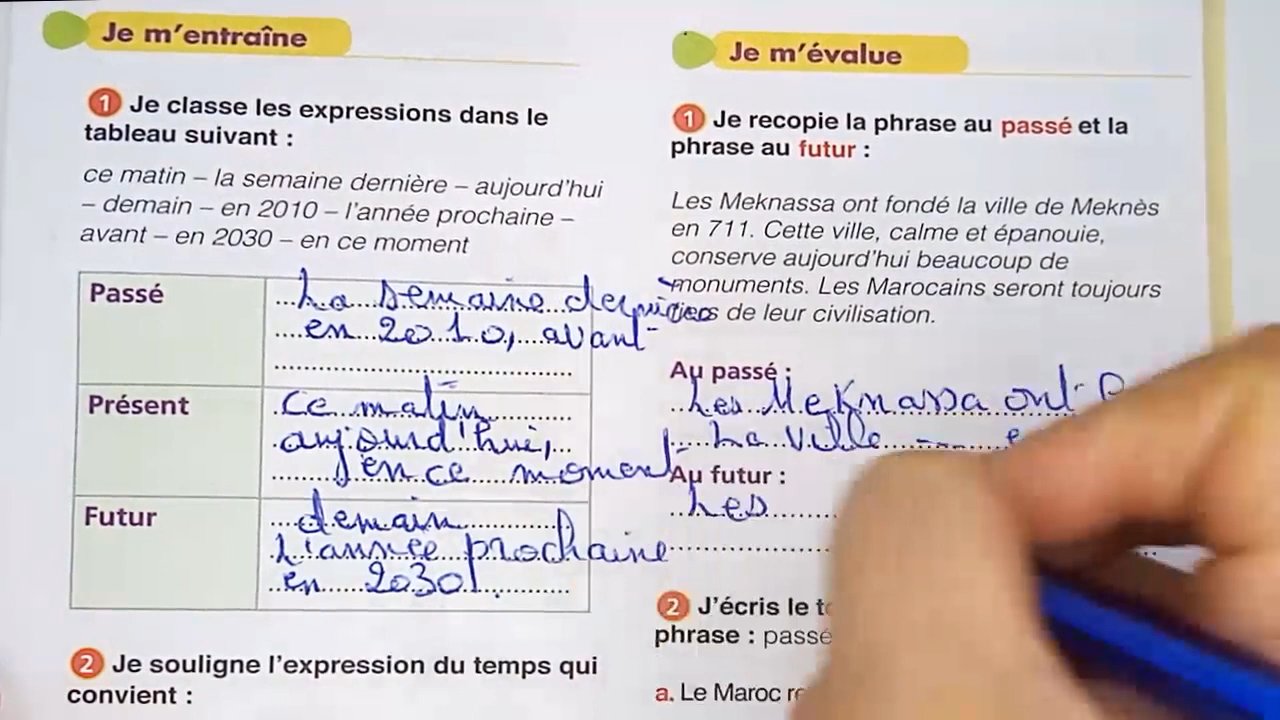 Je m'entraîne
1 Je classe les expressions dans le
tableau suivant :
ce matin – la semaine dernière – aujourd'hui
– demain – en 2010 – l'année prochaine –
avant – en 2030 – en ce moment
Passé
La semaine dernière
en 2010, avant
Présent
Ce matin
aujourd'hui,
en ce moment
Futur
demain
L'année prochaine
en 2030
2 Je souligne l'expression du temps qui
convient :
Je m'évalue
1 Je recopie la phrase au passé et la
phrase au futur :
Les Meknassa ont fondé la ville de Meknès
en 711. Cette ville, calme et épanouie,
conserve aujourd'hui beaucoup de
monuments. Les Marocains seront toujours
de leur civilisation.
Au passé :
Les Meknassa ont
La ville
Au futur :
Les
2 J'écris le
phrase : passé
a. Le Maroc